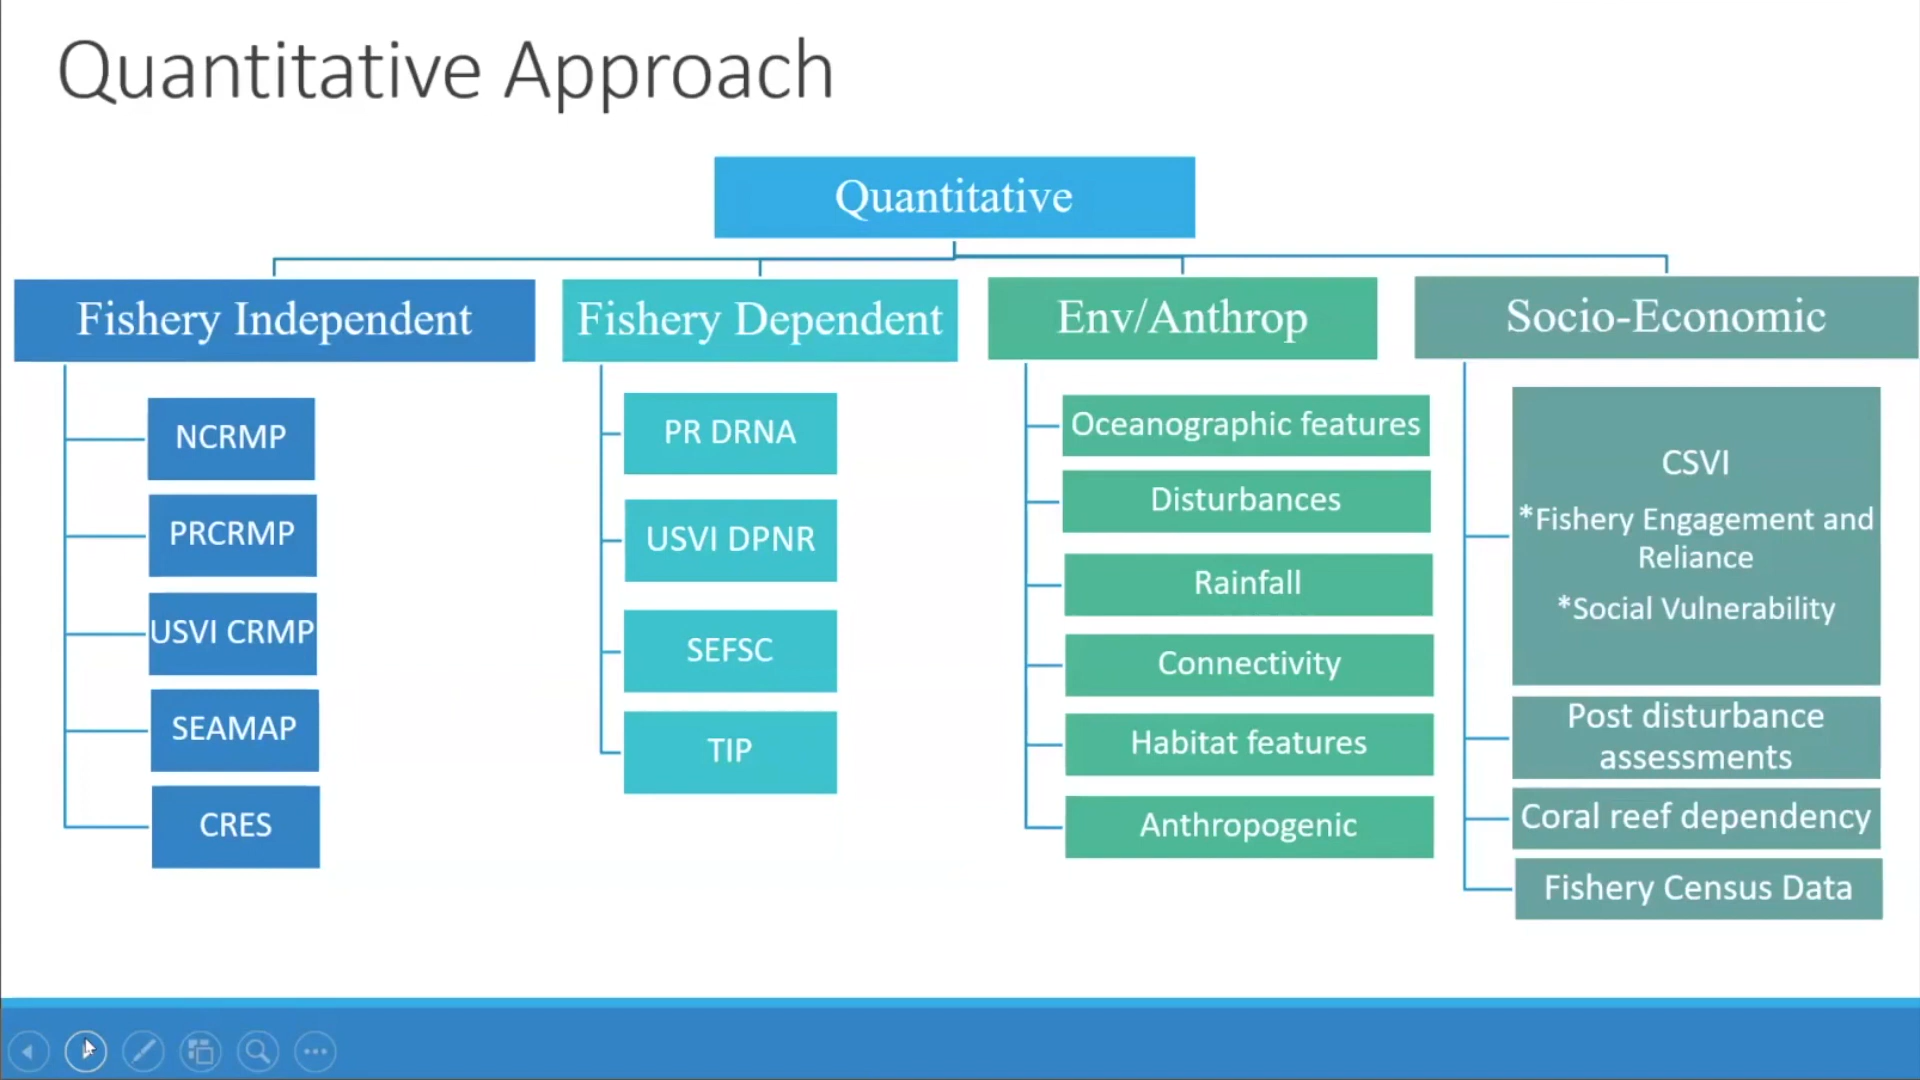 Quantitative Approach
Quantitative
Fishery Independent
NCRMP
PRCRMP
USVI CRMP
SEAMAP
CRES
Fishery Dependent
PR DRNA
USVI DPNR
SEFSC
TIP
Env/Anthrop
Oceanographic features
Disturbances
Rainfall
Connectivity
Habitat features
Anthropogenic
Socio-Economic
CSVI
*Fishery Engagement and
Reliance
*Social Vulnerability
Post disturbance
assessments
Coral reef dependency
Fishery Census Data